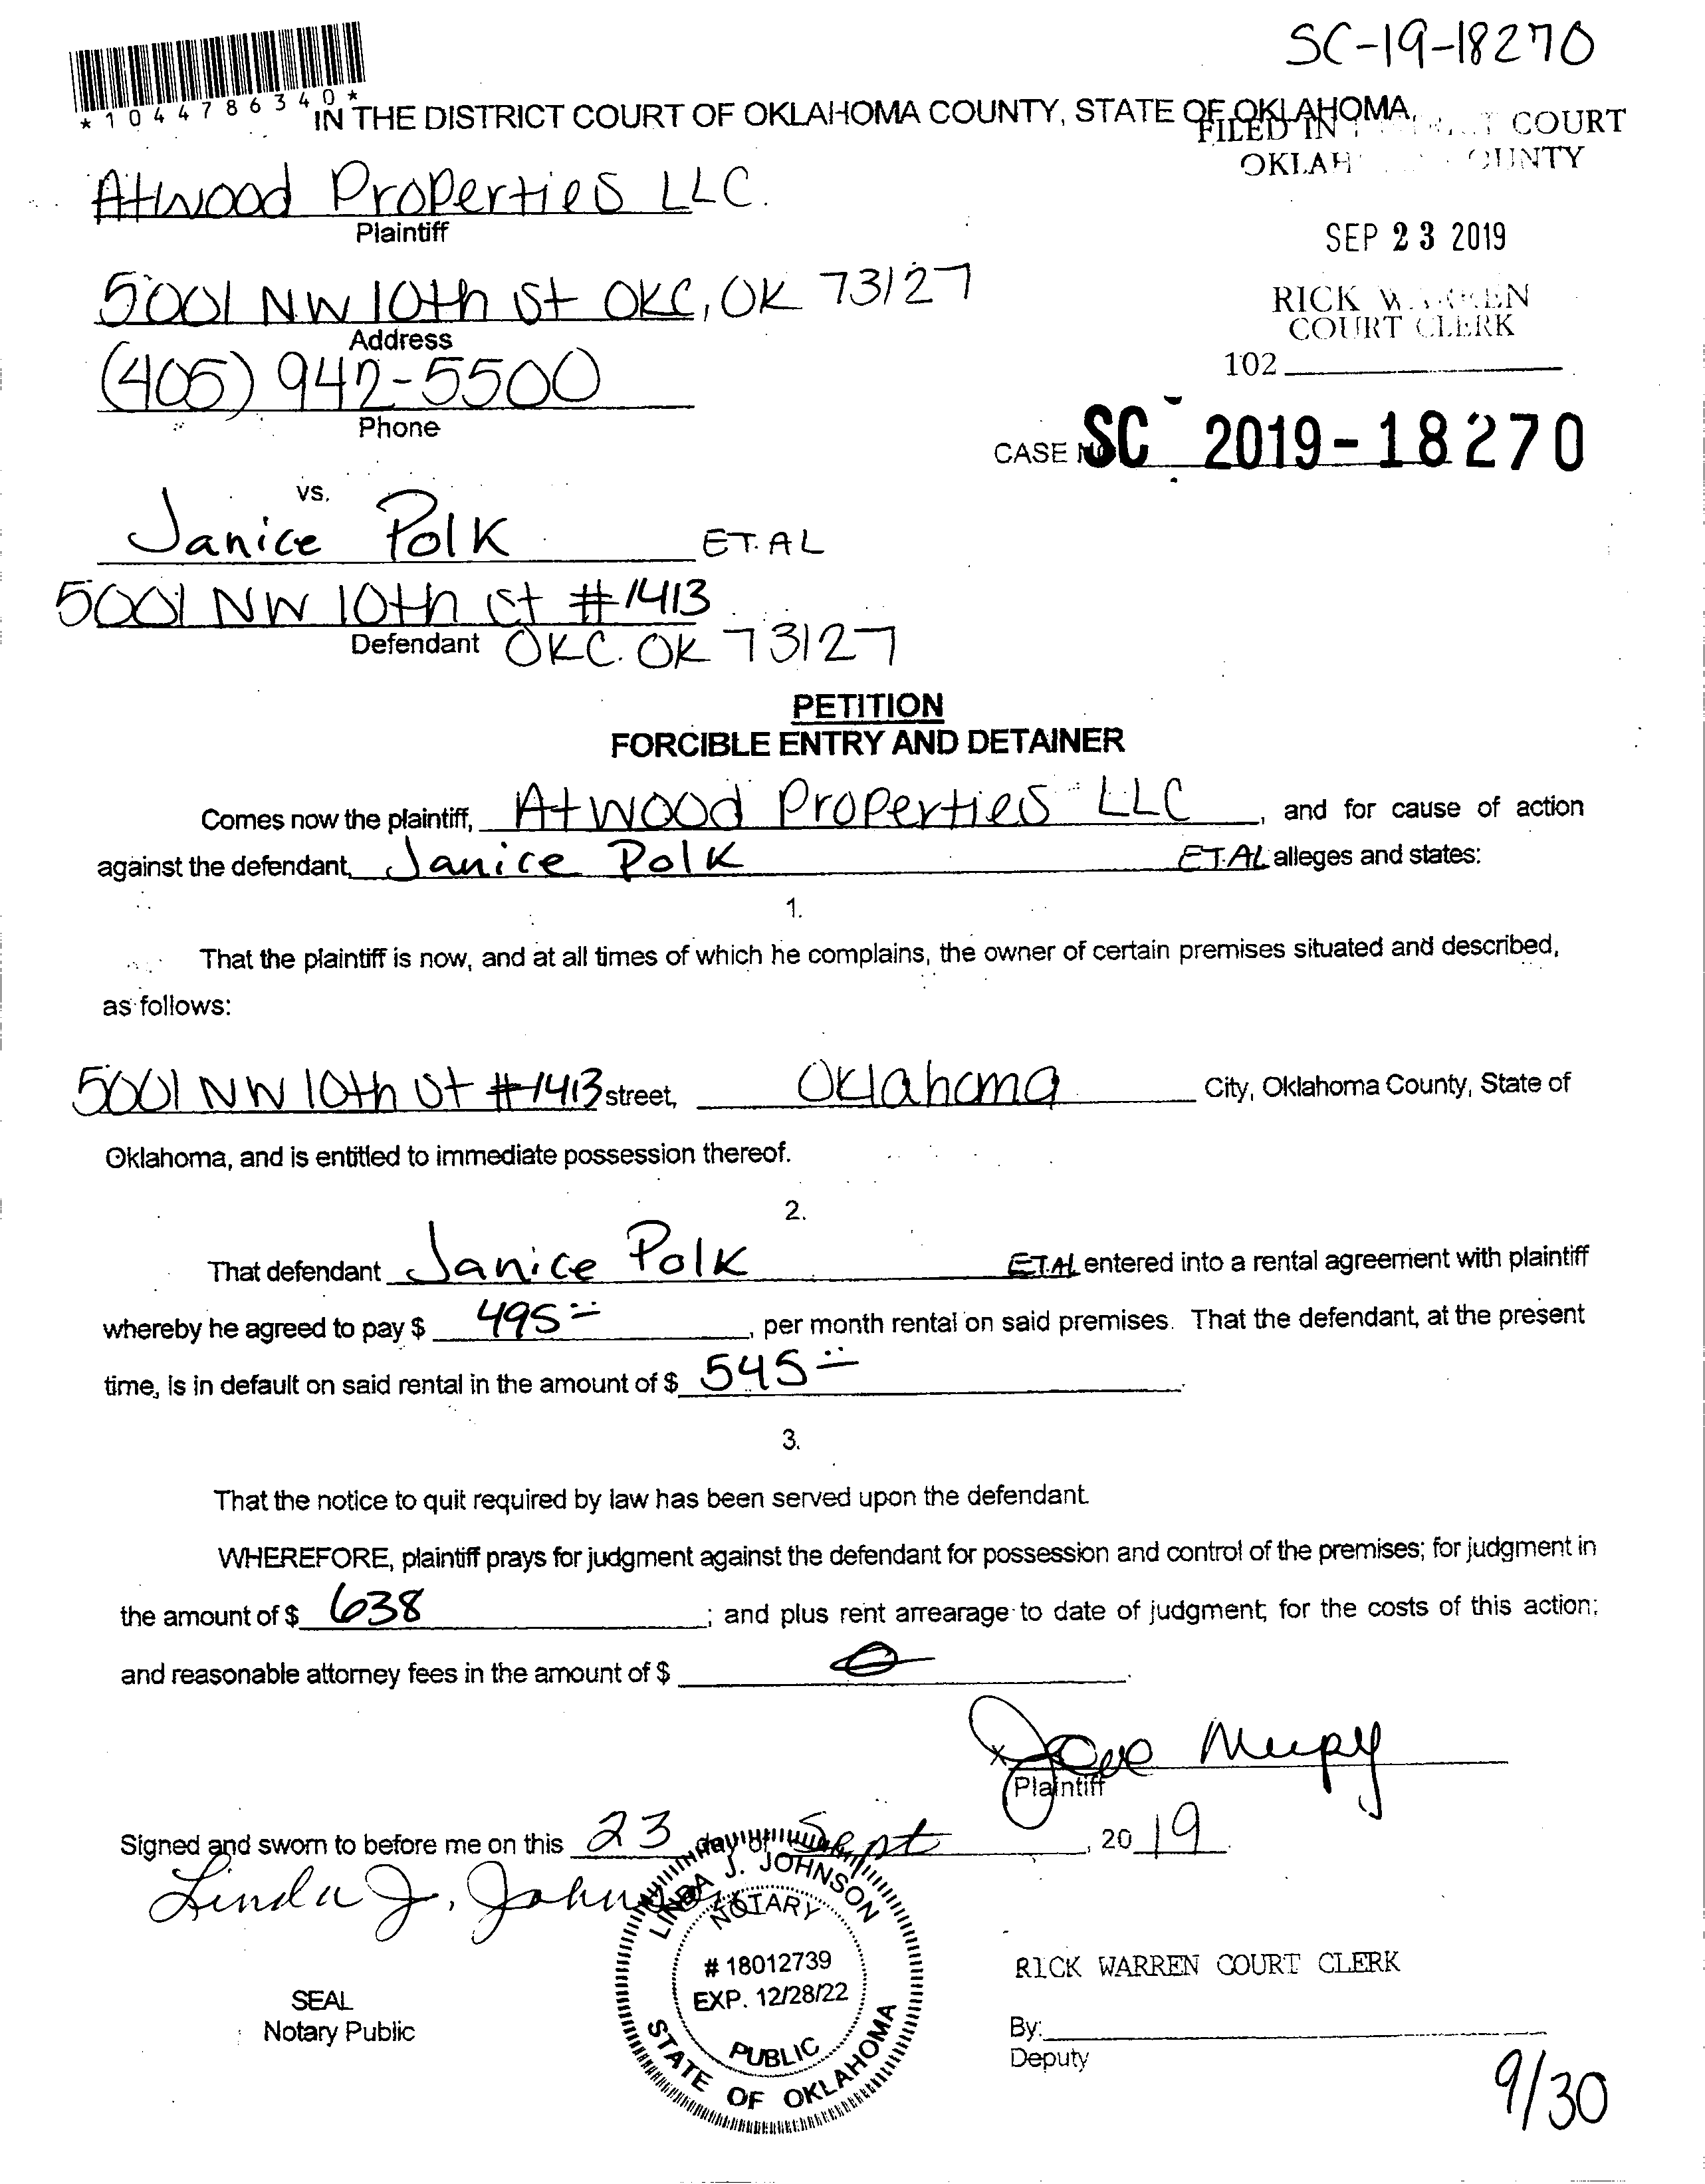 SC-19-18270
*1044786340*
IN THE DISTRICT COURT OF OKLAHOMA COUNTY, STATE OF OKLAHOMA
FILED IN COURT
OKLAH OUNTY
Atwood Properties LLC.
Plaintiff
SEP 23 2019
5001 NW 10th St OKC, OK 73127
Address
RICK WARREN
COURT CLERK
(405) 942-5500
Phone
102
CASE NO. SC - 2019-18270
vs.
Janice Polk ET. AL
5001 NW 10th St #1413
Defendant OKC. OK 73127
PETITION
FORCIBLE ENTRY AND DETAINER
Comes now the plaintiff, Atwood Properties LLC, and for cause of action
against the defendant, Janice Polk ET.AL alleges and states:
1.
That the plaintiff is now, and at all times of which he complains, the owner of certain premises situated and described,
as follows:
5001 NW 10th St #1413 street, Oklahoma City, Oklahoma County, State of
Oklahoma, and is entitled to immediate possession thereof.
2.
That defendant Janice Polk ET.AL entered into a rental agreement with plaintiff
whereby he agreed to pay $ 495 , per month rental on said premises. That the defendant, at the present
time, is in default on said rental in the amount of $ 545 .
3.
That the notice to quit required by law has been served upon the defendant.
WHEREFORE, plaintiff prays for judgment against the defendant for possession and control of the premises; for judgment in
the amount of $ 638 ; and plus rent arrearage to date of judgment; for the costs of this action;
and reasonable attorney fees in the amount of $ .
x
Plaintiff
Signed and sworn to before me on this 23 day of Sept, 2019.
Linda J. Johnson
LINDA J. JOHNSON
NOTARY
# 18012739
EXP. 12/28/22
PUBLIC
STATE OF OKLAHOMA
SEAL
Notary Public
RICK WARREN COURT CLERK
By:
Deputy
9/30